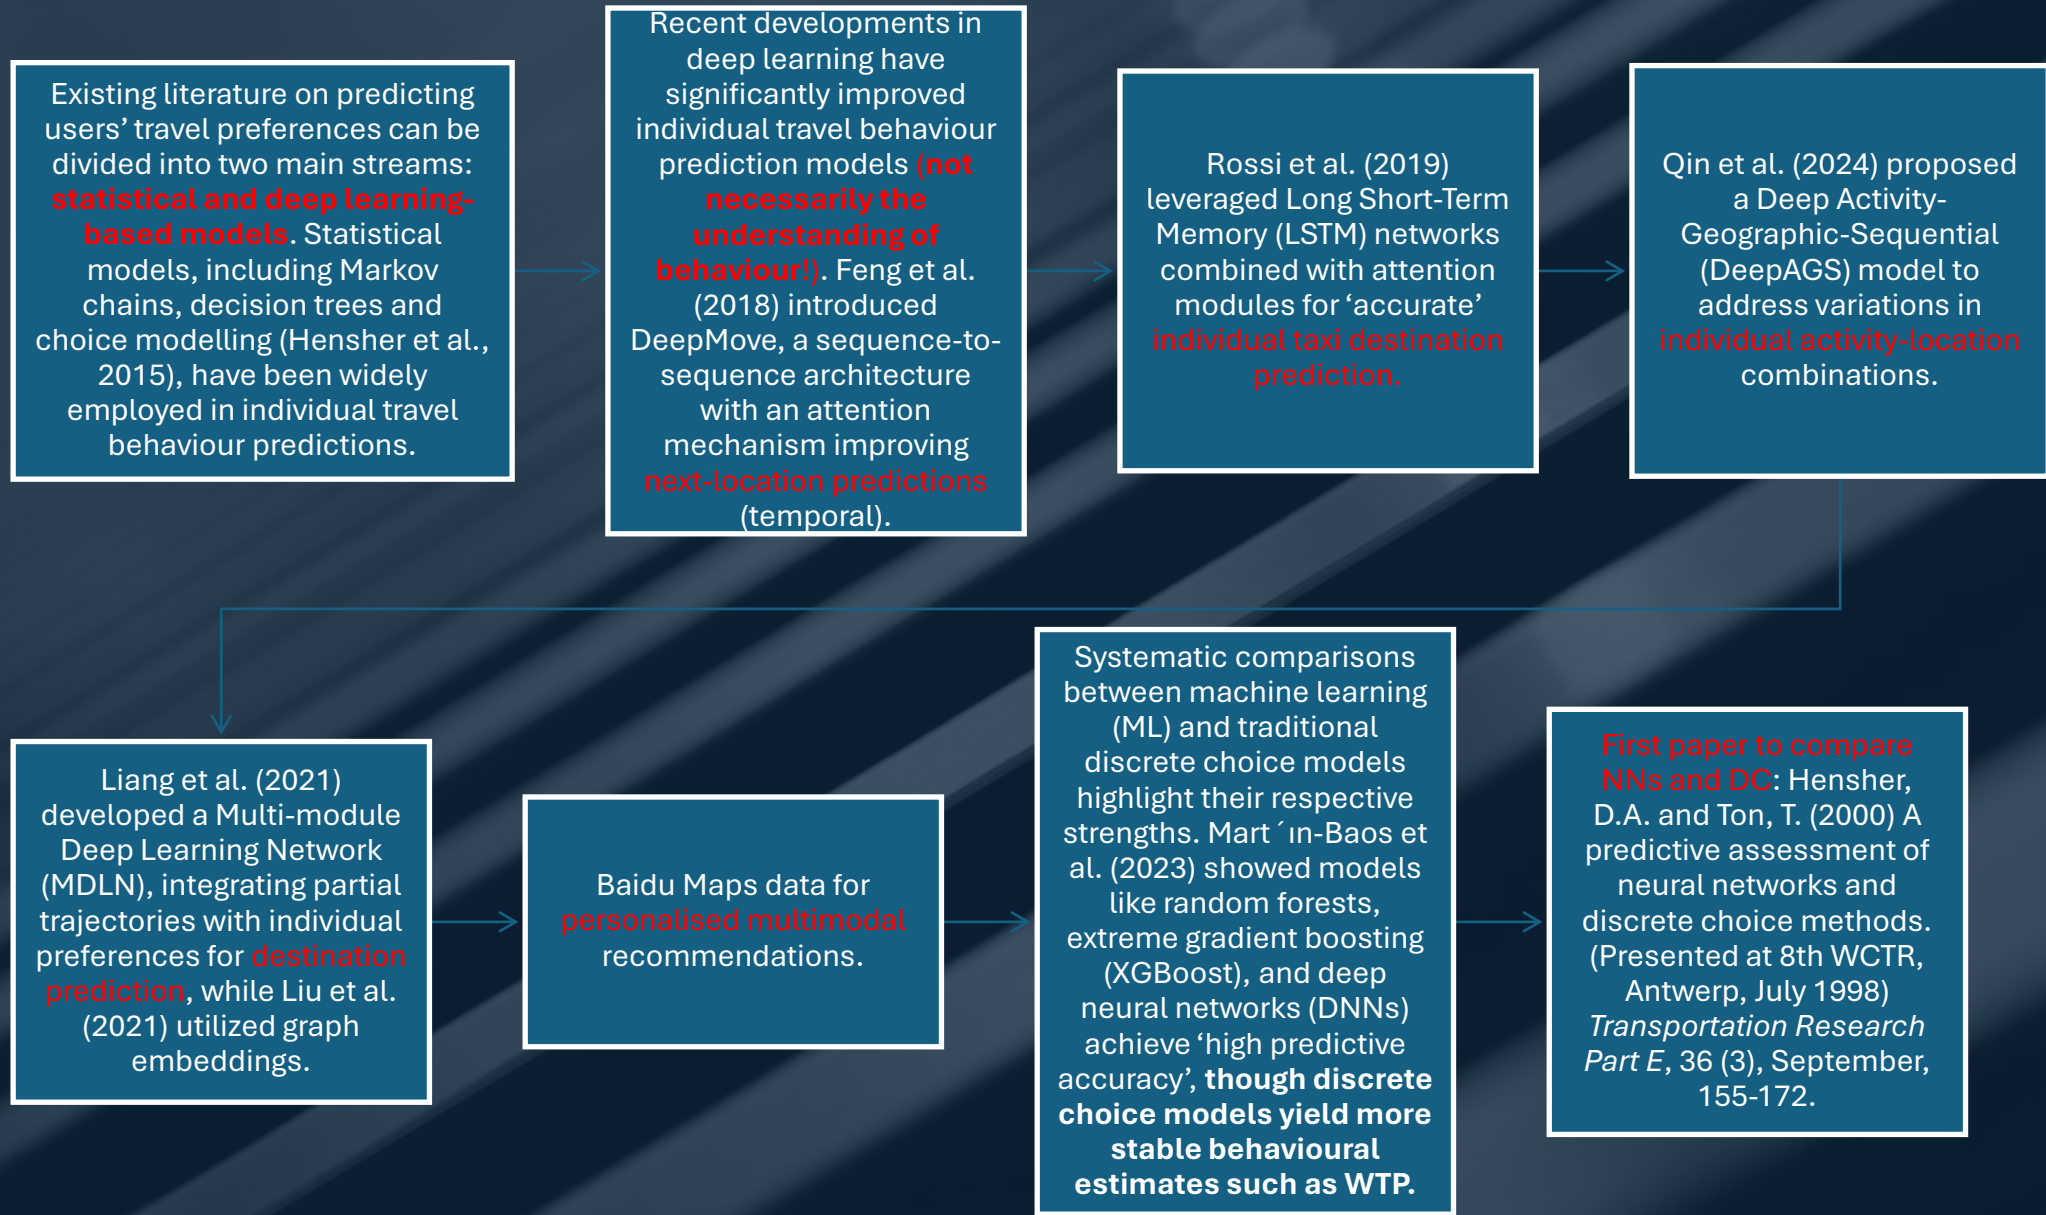 Existing literature on predicting
users’ travel preferences can be
divided into two main streams:
statistical and deep learning-
based models. Statistical
models, including Markov
chains, decision trees and
choice modelling (Hensher et al.,
2015), have been widely
employed in individual travel
behaviour predictions.
Recent developments in
deep learning have
significantly improved
individual travel behaviour
prediction models (not
necessarily the
understanding of
behaviour!). Feng et al.
(2018) introduced
DeepMove, a sequence-to-
sequence architecture
with an attention
mechanism improving
next-location predictions
(temporal).
Rossi et al. (2019)
leveraged Long Short-Term
Memory (LSTM) networks
combined with attention
modules for ‘accurate’
individual taxi destination
prediction.
Qin et al. (2024) proposed
a Deep Activity-
Geographic-Sequential
(DeepAGS) model to
address variations in
individual activity-location
combinations.
Liang et al. (2021)
developed a Multi-module
Deep Learning Network
(MDLN), integrating partial
trajectories with individual
preferences for destination
prediction, while Liu et al.
(2021) utilized graph
embeddings.
Baidu Maps data for
personalised multimodal
recommendations.
Systematic comparisons
between machine learning
(ML) and traditional
discrete choice models
highlight their respective
strengths. Mart ´ın-Baos et
al. (2023) showed models
like random forests,
extreme gradient boosting
(XGBoost), and deep
neural networks (DNNs)
achieve ‘high predictive
accuracy’, though discrete
choice models yield more
stable behavioural
estimates such as WTP.
First paper to compare
NNs and DC: Hensher,
D.A. and Ton, T. (2000) A
predictive assessment of
neural networks and
discrete choice methods.
(Presented at 8th WCTR,
Antwerp, July 1998)
Transportation Research
Part E, 36 (3), September,
155-172.